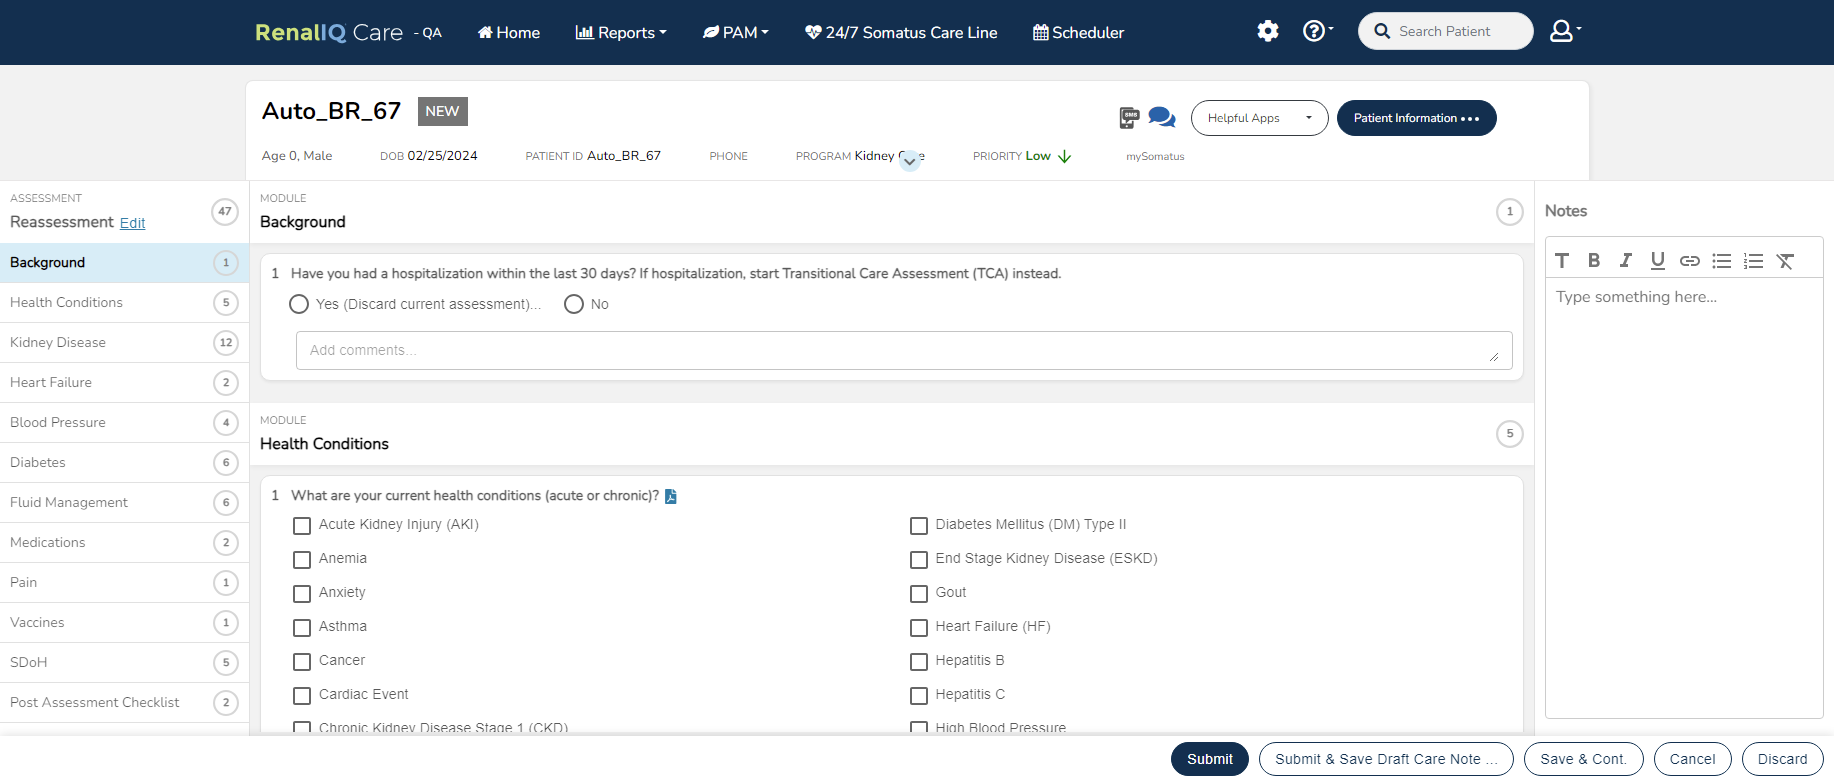 RenalIQ Care - QA
Home
Reports
PAM
24/7 Somatus Care Line
Scheduler
Search Patient
Auto_BR_67 NEW
SMS
Helpful Apps
Patient Information
Age 0, Male
DOB 02/25/2024
PATIENT ID Auto_BR_67
PHONE
PROGRAM Kidney
PRIORITY Low
mySomatus
ASSESSMENT
Reassessment Edit
47
Background 1
Health Conditions 5
Kidney Disease 12
Heart Failure 2
Blood Pressure 4
Diabetes 6
Fluid Management 6
Medications 2
Pain 1
Vaccines 1
SDoH 5
Post Assessment Checklist 2
MODULE
Background
1
1 Have you had a hospitalization within the last 30 days? If hospitalization, start Transitional Care Assessment (TCA) instead.
Yes (Discard current assessment)... No
Add comments...
MODULE
Health Conditions
5
1 What are your current health conditions (acute or chronic)?
Acute Kidney Injury (AKI)
Anemia
Anxiety
Asthma
Cancer
Cardiac Event
Chronic Kidney Disease Stage 1 (CKD)
Diabetes Mellitus (DM) Type II
End Stage Kidney Disease (ESKD)
Gout
Heart Failure (HF)
Hepatitis B
Hepatitis C
High Blood Pressure
Notes
T B I U
Type something here...
Submit
Submit & Save Draft Care Note ...
Save & Cont.
Cancel
Discard